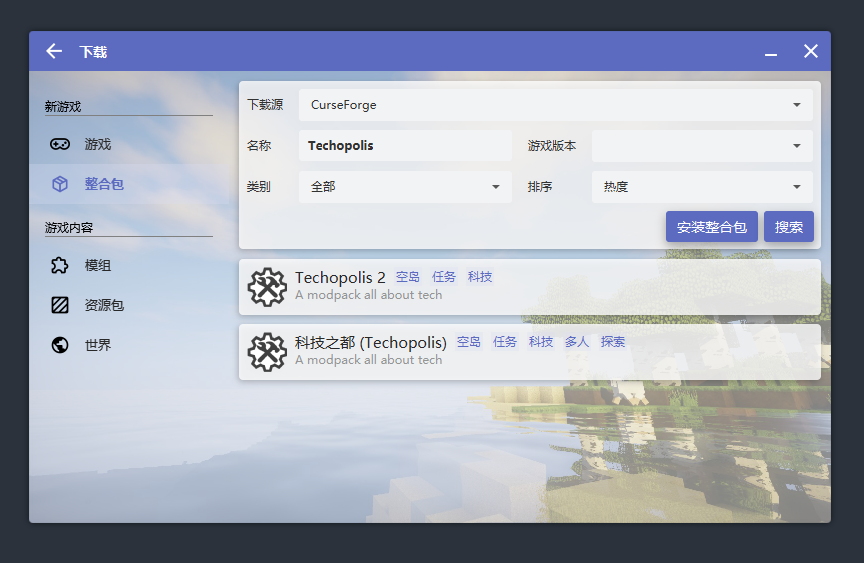 下载
新游戏
游戏
整合包
游戏内容
模组
资源包
世界
下载源 CurseForge
名称 Techopolis 游戏版本
类别 全部 排序 热度
安装整合包 搜索
Techopolis 2 空岛 任务 科技
A modpack all about tech
科技之都 (Techopolis) 空岛 任务 科技 多人 探索
A modpack all about tech